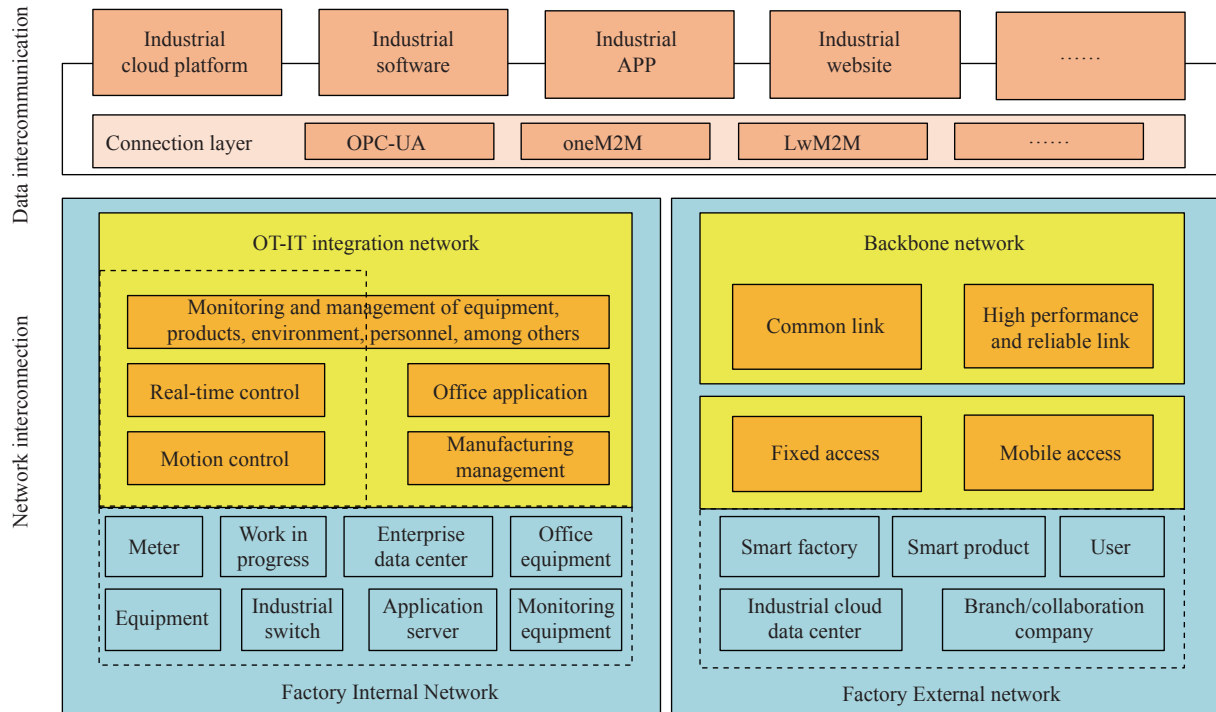 Data intercommunication
Industrial
cloud platform
Industrial
software
Industrial
APP
Industrial
website
……
Connection layer
OPC-UA
oneM2M
LwM2M
……
Network interconnection
OT-IT integration network
Monitoring and management of equipment,
products, environment, personnel, among others
Real-time control
Office application
Motion control
Manufacturing
management
Meter
Work in
progress
Enterprise
data center
Office
equipment
Equipment
Industrial
switch
Application
server
Monitoring
equipment
Factory Internal Network
Backbone network
Common link
High performance
and reliable link
Fixed access
Mobile access
Smart factory
Smart product
User
Industrial cloud
data center
Branch/collaboration
company
Factory External network